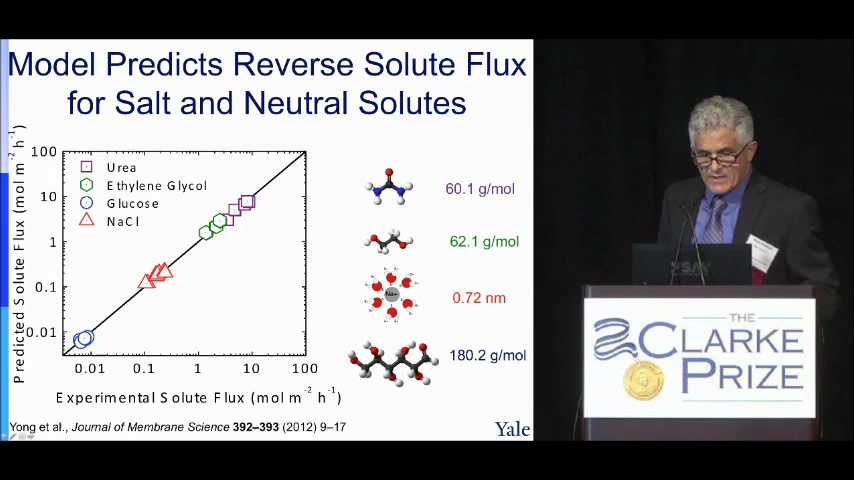 Model Predicts Reverse Solute Flux
for Salt and Neutral Solutes
Predicted Solute Flux (mol m⁻² h⁻¹)
100
10
1
0.1
0.01
Urea
Ethylene Glycol
Glucose
NaCl
0.01 0.1 1 10 100
Experimental Solute Flux (mol m⁻² h⁻¹)
60.1 g/mol
62.1 g/mol
Na+
0.72 nm
180.2 g/mol
Yong et al., Journal of Membrane Science 392–393 (2012) 9–17
Yale
THE
CLARKE
PRIZE